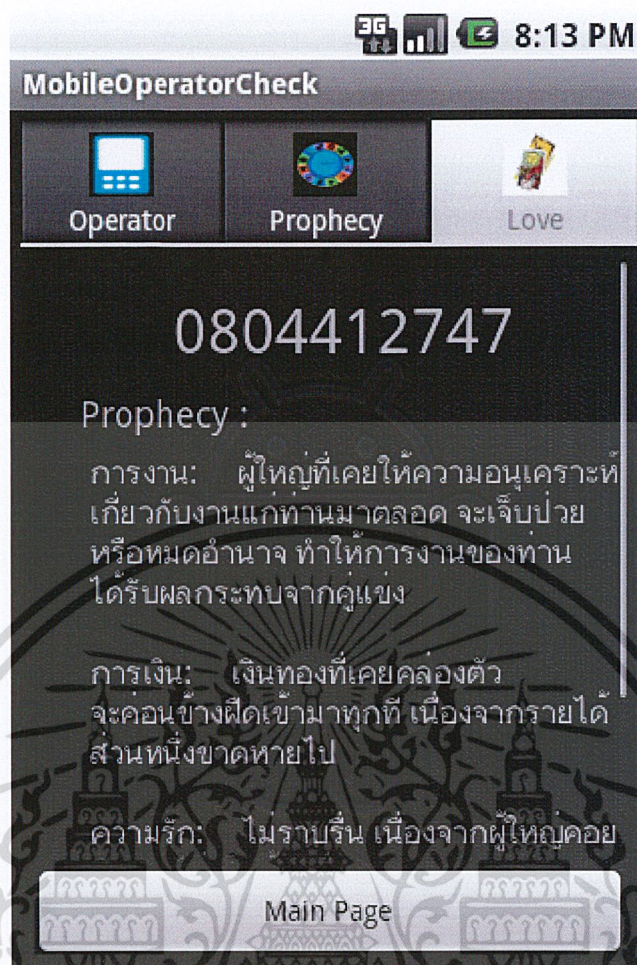 3G 8:13 PM
MobileOperatorCheck
Operator Prophecy Love
0804412747
Prophecy :
การงาน: ผู้ใหญ่ที่เคยให้ความอนุเคราะห์
เกี่ยวกับงานแก่ท่านมาตลอด จะเจ็บป่วย
หรือหมดอำนาจ ทำให้การงานของท่าน
ได้รับผลกระทบจากคู่แข่ง
การเงิน: เงินทองที่เคยคล่องตัว
จะค่อนข้างฝืดเข้ามาทุกที เนื่องจากรายได้
ส่วนหนึ่งขาดหายไป
ความรัก: ไม่ราบรื่น เนื่องจากผู้ใหญ่คอย
Main Page